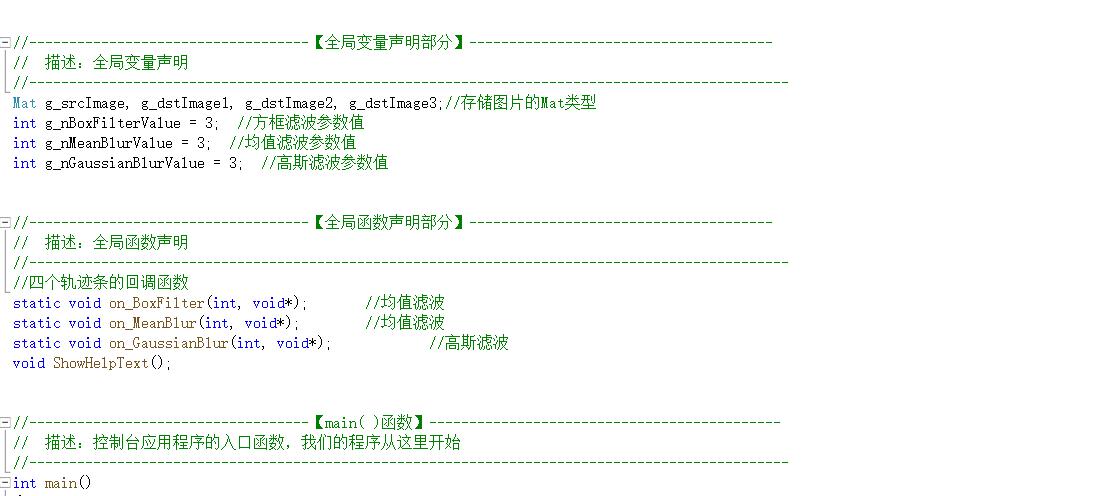 //-----------------------------------【全局变量声明部分】--------------------------------------
//  描述：全局变量声明
//-----------------------------------------------------------------------------------------------
Mat g_srcImage, g_dstImage1, g_dstImage2, g_dstImage3;//存储图片的Mat类型
int g_nBoxFilterValue = 3;  //方框滤波参数值
int g_nMeanBlurValue = 3;  //均值滤波参数值
int g_nGaussianBlurValue = 3;  //高斯滤波参数值
//-----------------------------------【全局函数声明部分】--------------------------------------
//  描述：全局函数声明
//-----------------------------------------------------------------------------------------------
//四个轨迹条的回调函数
static void on_BoxFilter(int, void*);       //均值滤波
static void on_MeanBlur(int, void*);        //均值滤波
static void on_GaussianBlur(int, void*);            //高斯滤波
void ShowHelpText();
//-----------------------------------【main( )函数】--------------------------------------------
//  描述：控制台应用程序的入口函数，我们的程序从这里开始
//-----------------------------------------------------------------------------------------------
int main()